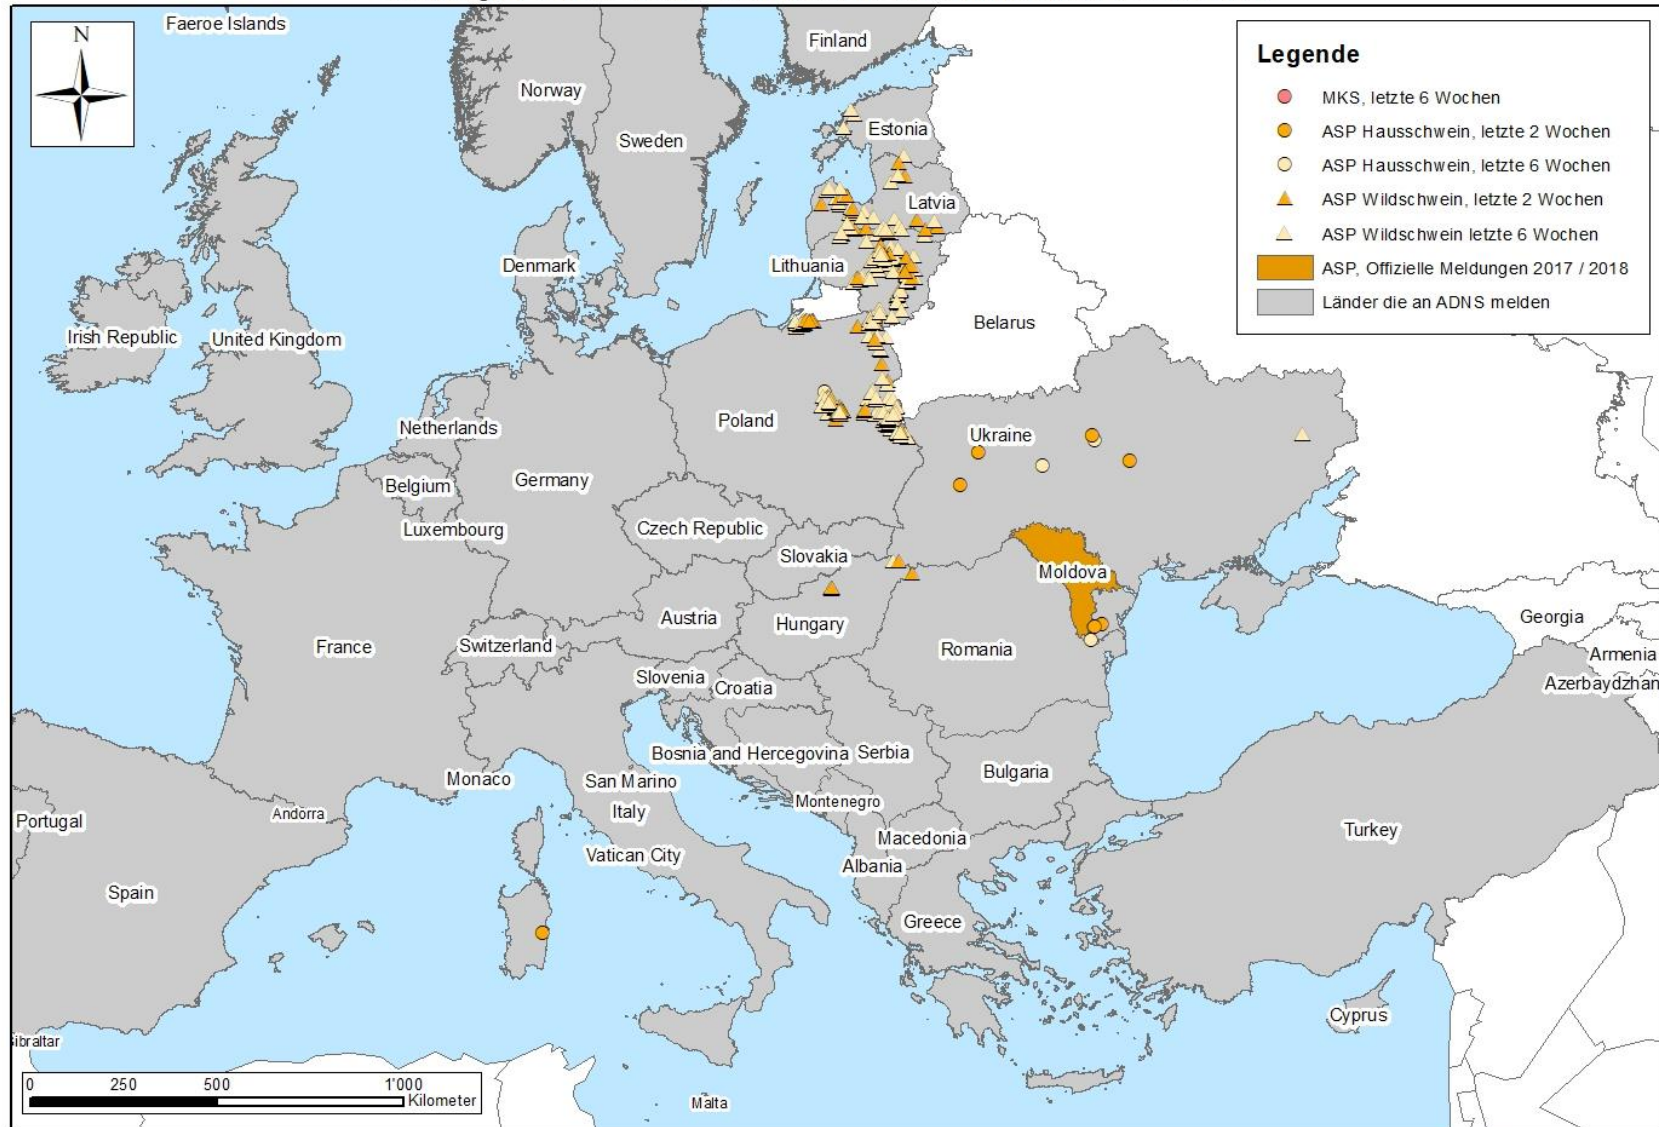 Faeroe Islands
N
Finland
Norway
Sweden
Estonia
Latvia
Denmark
Lithuania
Irish Republic
United Kingdom
Belarus
Netherlands
Poland
Ukraine
Belgium
Germany
Luxembourg
Czech Republic
Slovakia
Moldova
France
Austria
Hungary
Switzerland
Romania
Georgia
Armenia
Azerbaydzhan
Slovenia
Croatia
Bosnia and Hercegovina
Serbia
Monaco
San Marino
Bulgaria
Montenegro
Italy
Andorra
Portugal
Macedonia
Turkey
Vatican City
Albania
Spain
Greece
Cyprus
Gibraltar
Malta
Legende
MKS, letzte 6 Wochen
ASP Hausschwein, letzte 2 Wochen
ASP Hausschwein, letzte 6 Wochen
ASP Wildschwein, letzte 2 Wochen
ASP Wildschwein letzte 6 Wochen
ASP, Offizielle Meldungen 2017 / 2018
Länder die an ADNS melden
0 250 500 1'000
Kilometer